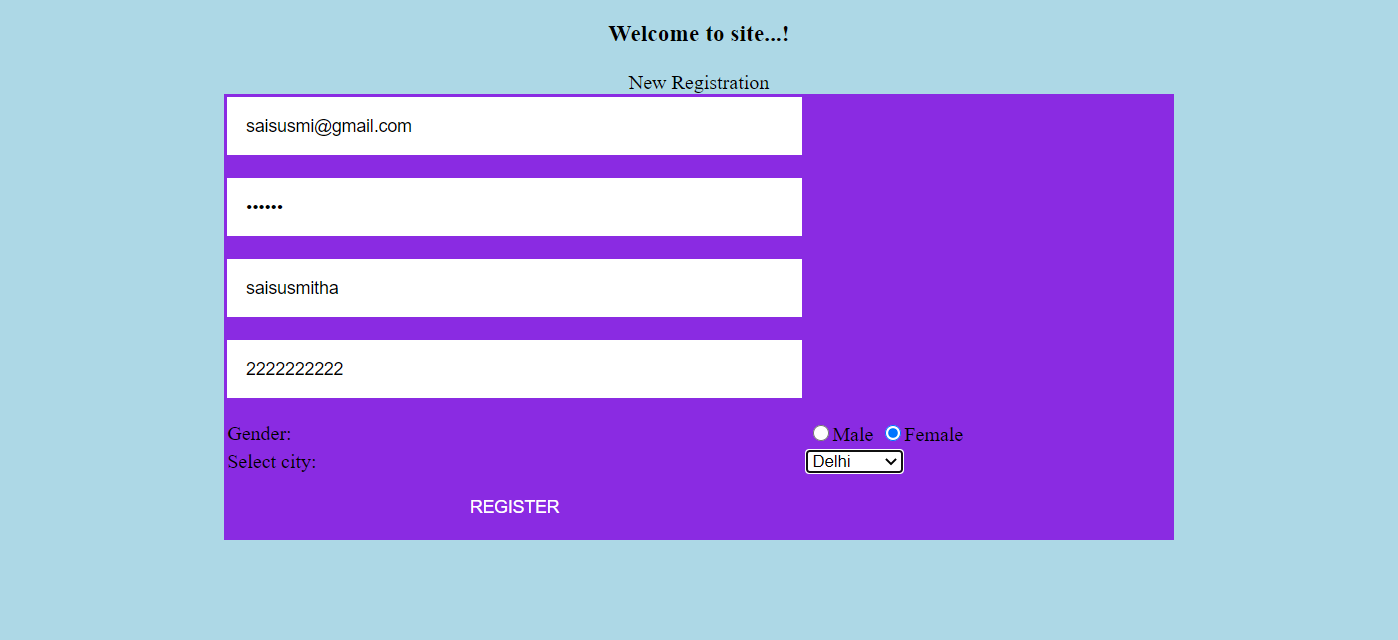 Welcome to site...!
New Registration
saisusmi@gmail.com
••••••
saisusmitha
2222222222
Gender: Male Female
Select city: Delhi
REGISTER